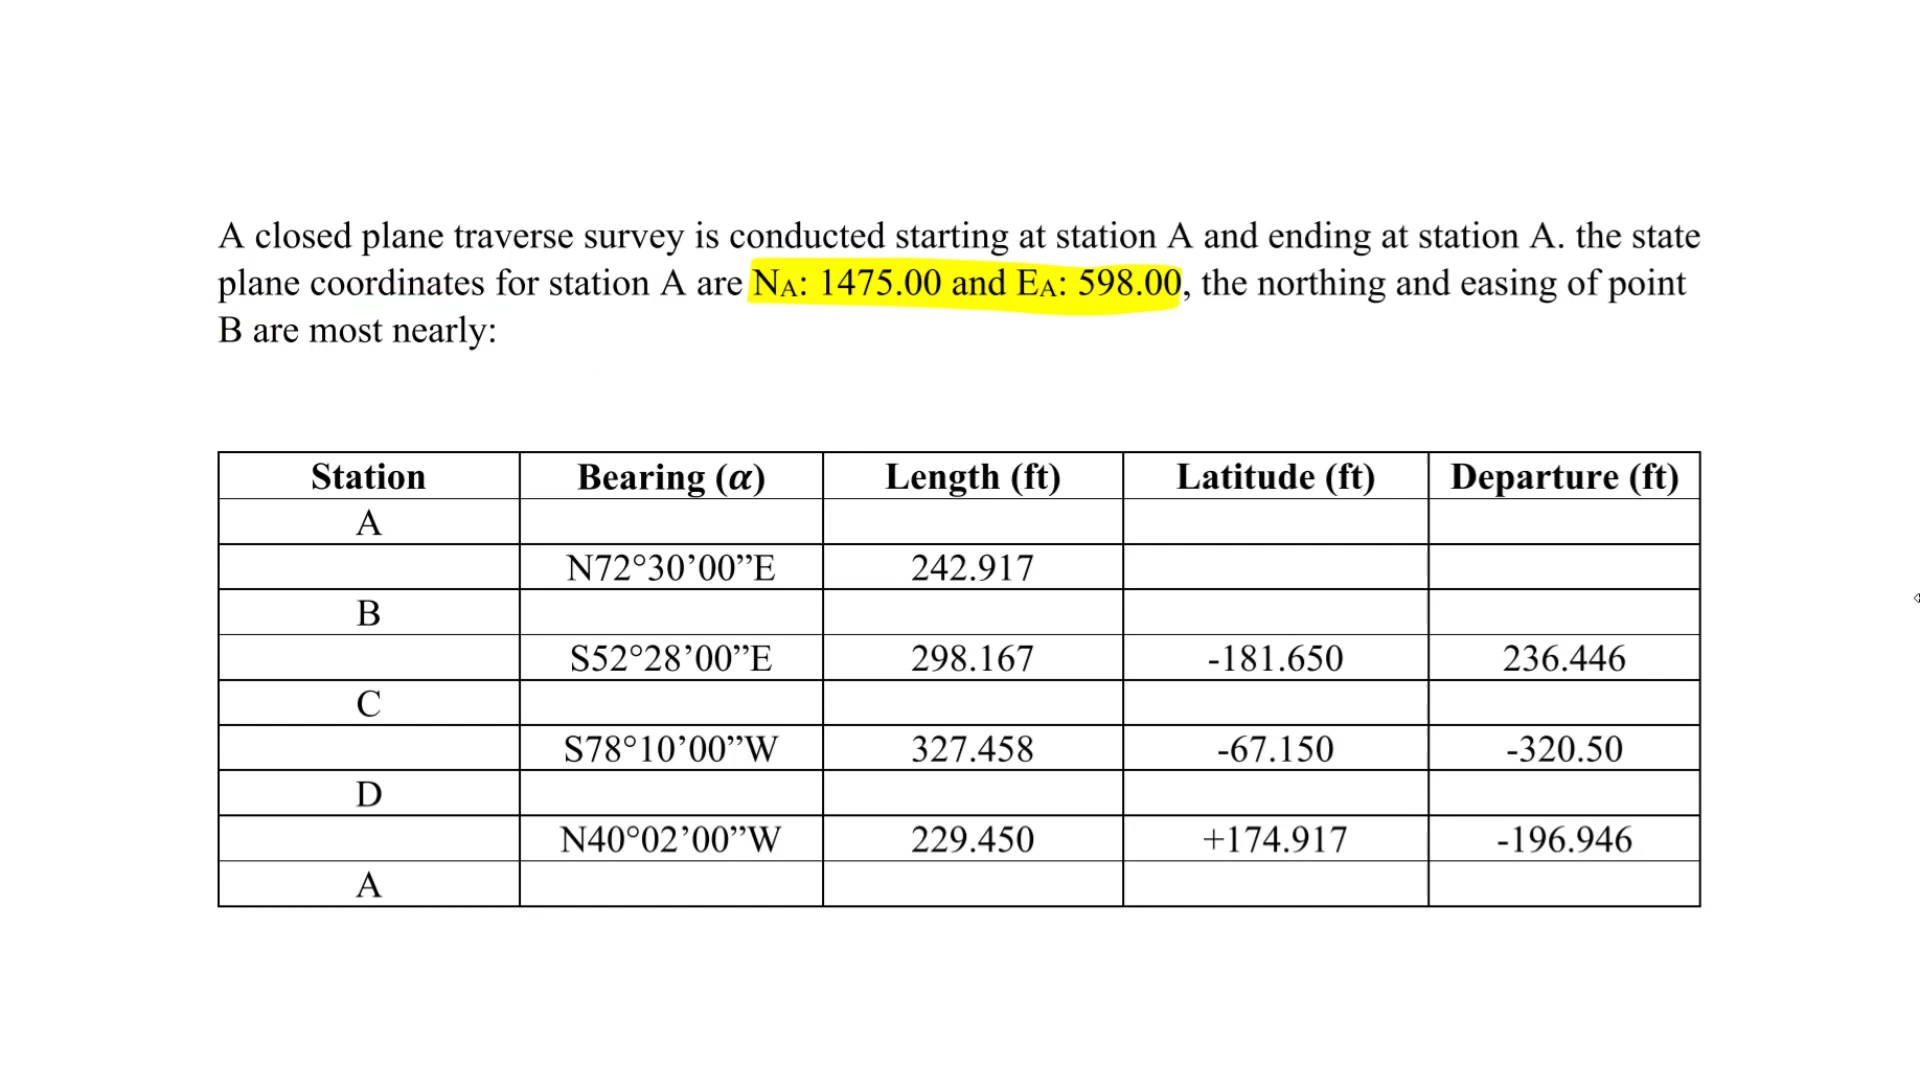 A closed plane traverse survey is conducted starting at station A and ending at station A. the state
plane coordinates for station A are NA: 1475.00 and EA: 598.00, the northing and easing of point
B are most nearly:
Station Bearing (α) Length (ft) Latitude (ft) Departure (ft)
A
N72°30’00”E 242.917
B
S52°28’00”E 298.167 -181.650 236.446
C
S78°10’00”W 327.458 -67.150 -320.50
D
N40°02’00”W 229.450 +174.917 -196.946
A